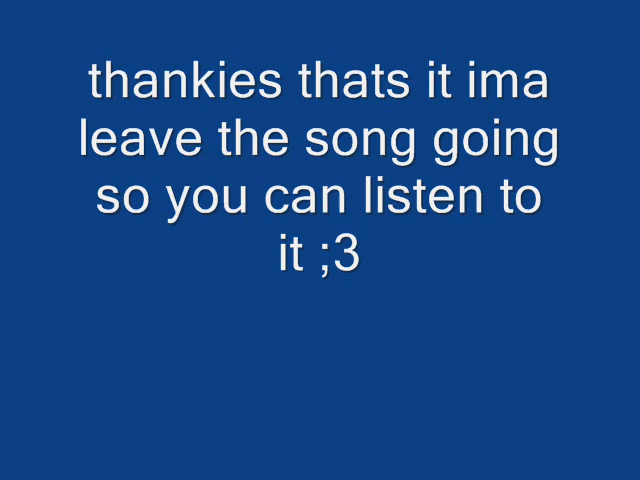 thankies thats it ima
leave the song going
so you can listen to
it ;3